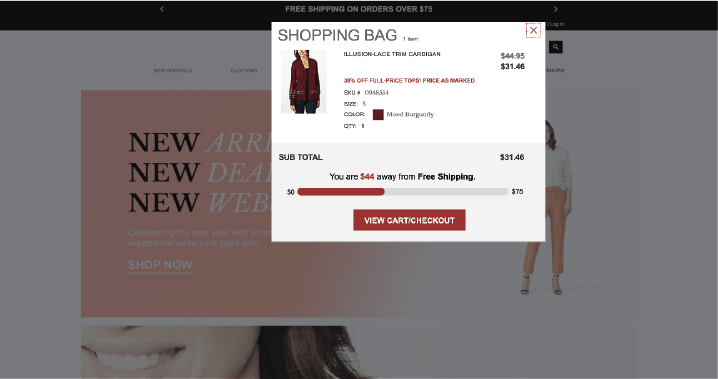 FREE SHIPPING ON ORDERS OVER $75
Log in
SHOPPING BAG 1 item
ILLUSION-LACE TRIM CARDIGAN $44.95
$31.46
30% OFF FULL-PRICE TOPS! PRICE AS MARKED.
SKU # 0948554
SIZE: S
COLOR: Mood Burgundy
QTY: 1
SUB TOTAL $31.46
You are $44 away from Free Shipping.
$0 $75
VIEW CART/CHECKOUT
NEW ARRIVALS CLOTHING SHOPS
NEW ARRI
NEW DEA
NEW WEB
Celebrating the new year with a ne
experience we're sure you'll love.
SHOP NOW